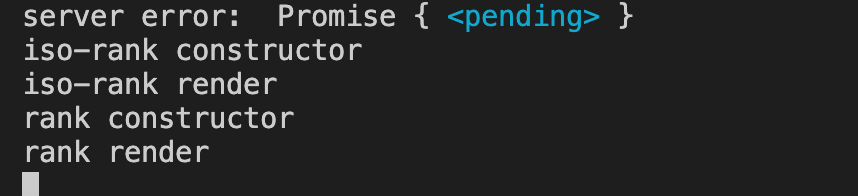 server error:  Promise { <pending> }
iso-rank constructor
iso-rank render
rank constructor
rank render